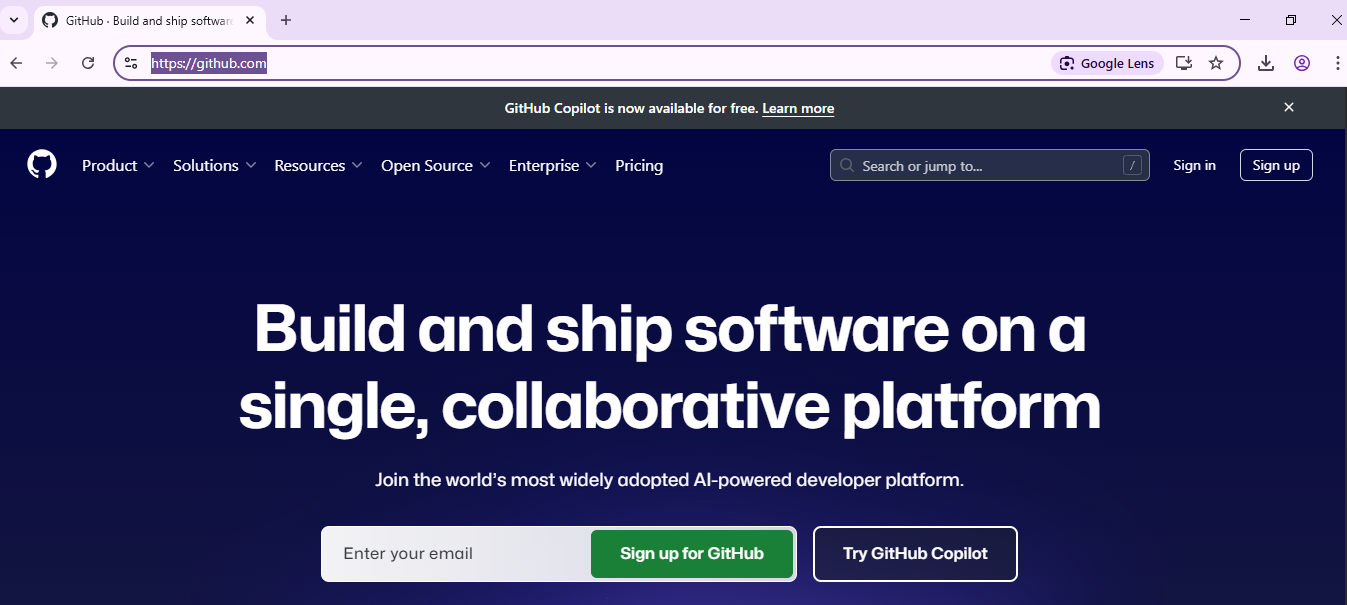 GitHub · Build and ship software
https://github.com
Google Lens
GitHub Copilot is now available for free. Learn more
Product
Solutions
Resources
Open Source
Enterprise
Pricing
Search or jump to...
/
Sign in
Sign up
Build and ship software on a
single, collaborative platform
Join the world’s most widely adopted AI-powered developer platform.
Enter your email
Sign up for GitHub
Try GitHub Copilot